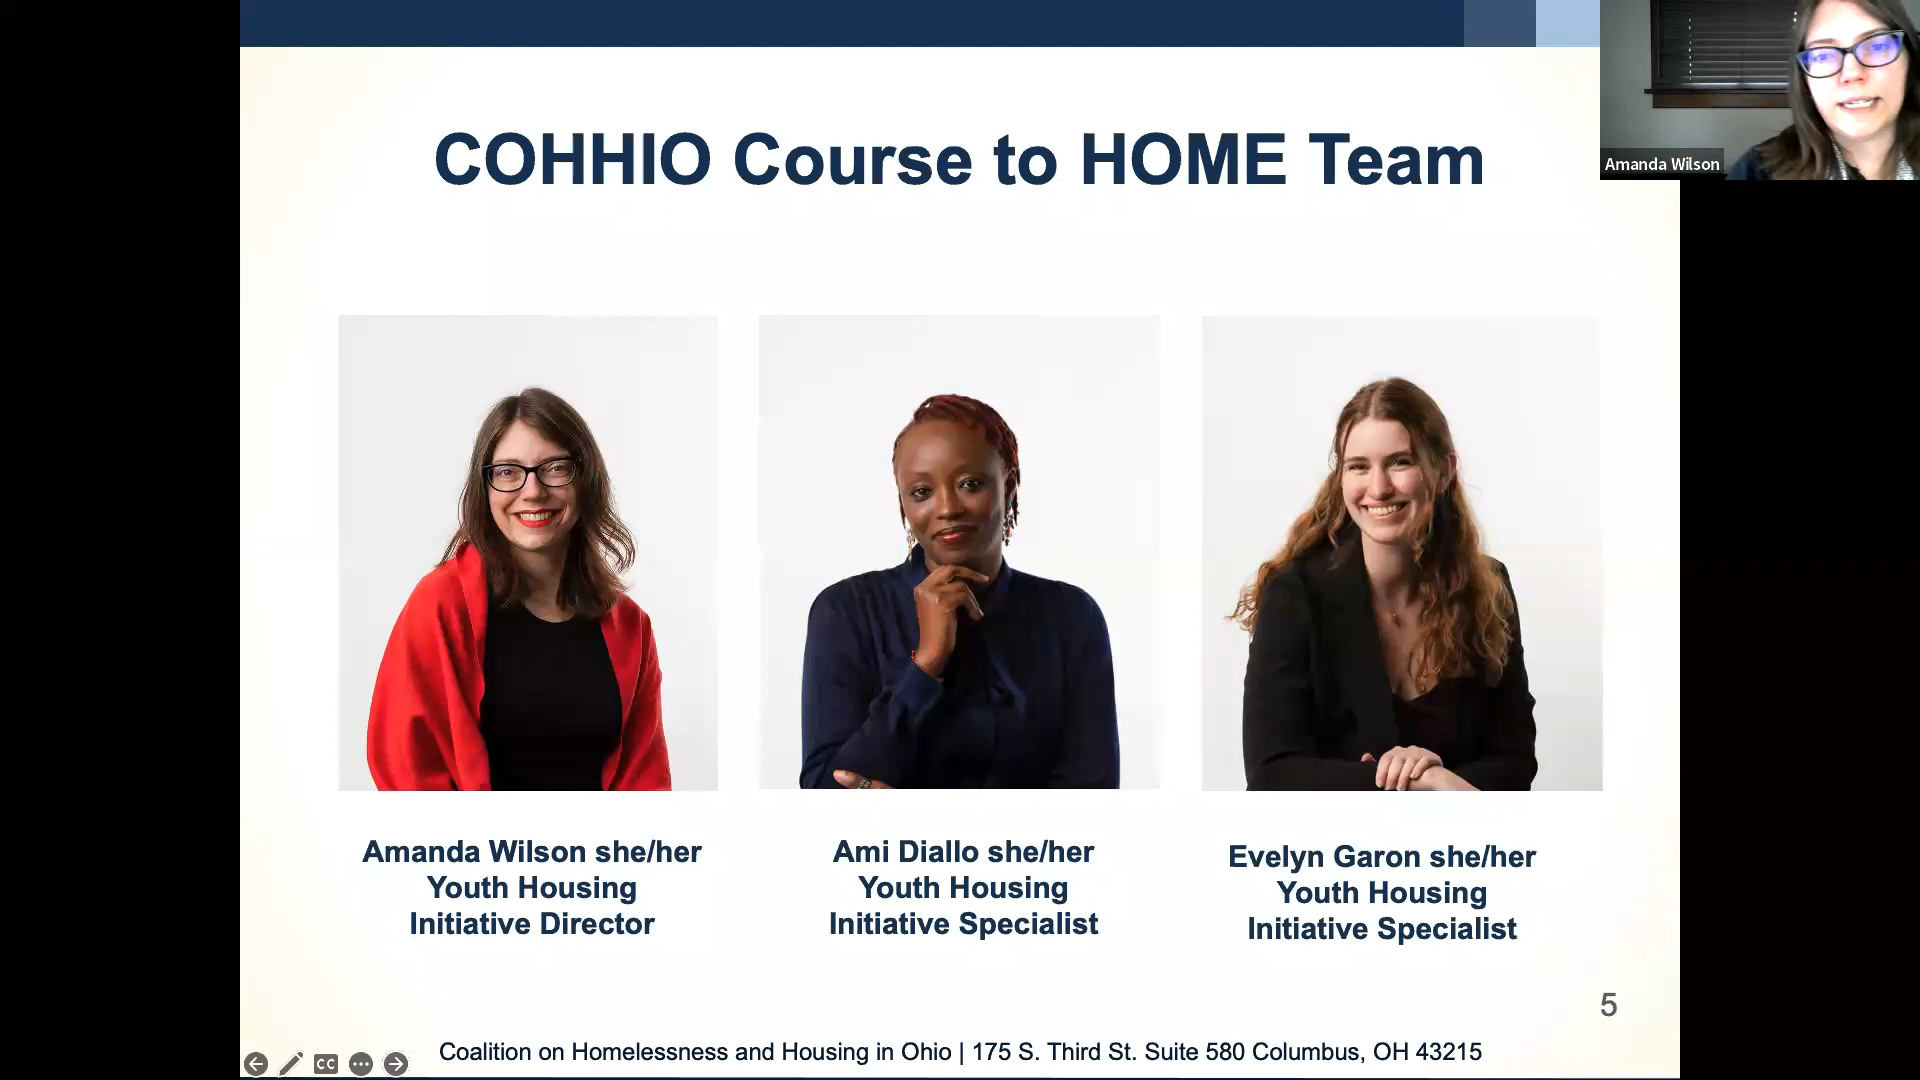 COHHIO Course to HOME Team
Amanda Wilson
Amanda Wilson she/her
Youth Housing
Initiative Director
Ami Diallo she/her
Youth Housing
Initiative Specialist
Evelyn Garon she/her
Youth Housing
Initiative Specialist
5
CC
Coalition on Homelessness and Housing in Ohio | 175 S. Third St. Suite 580 Columbus, OH 43215